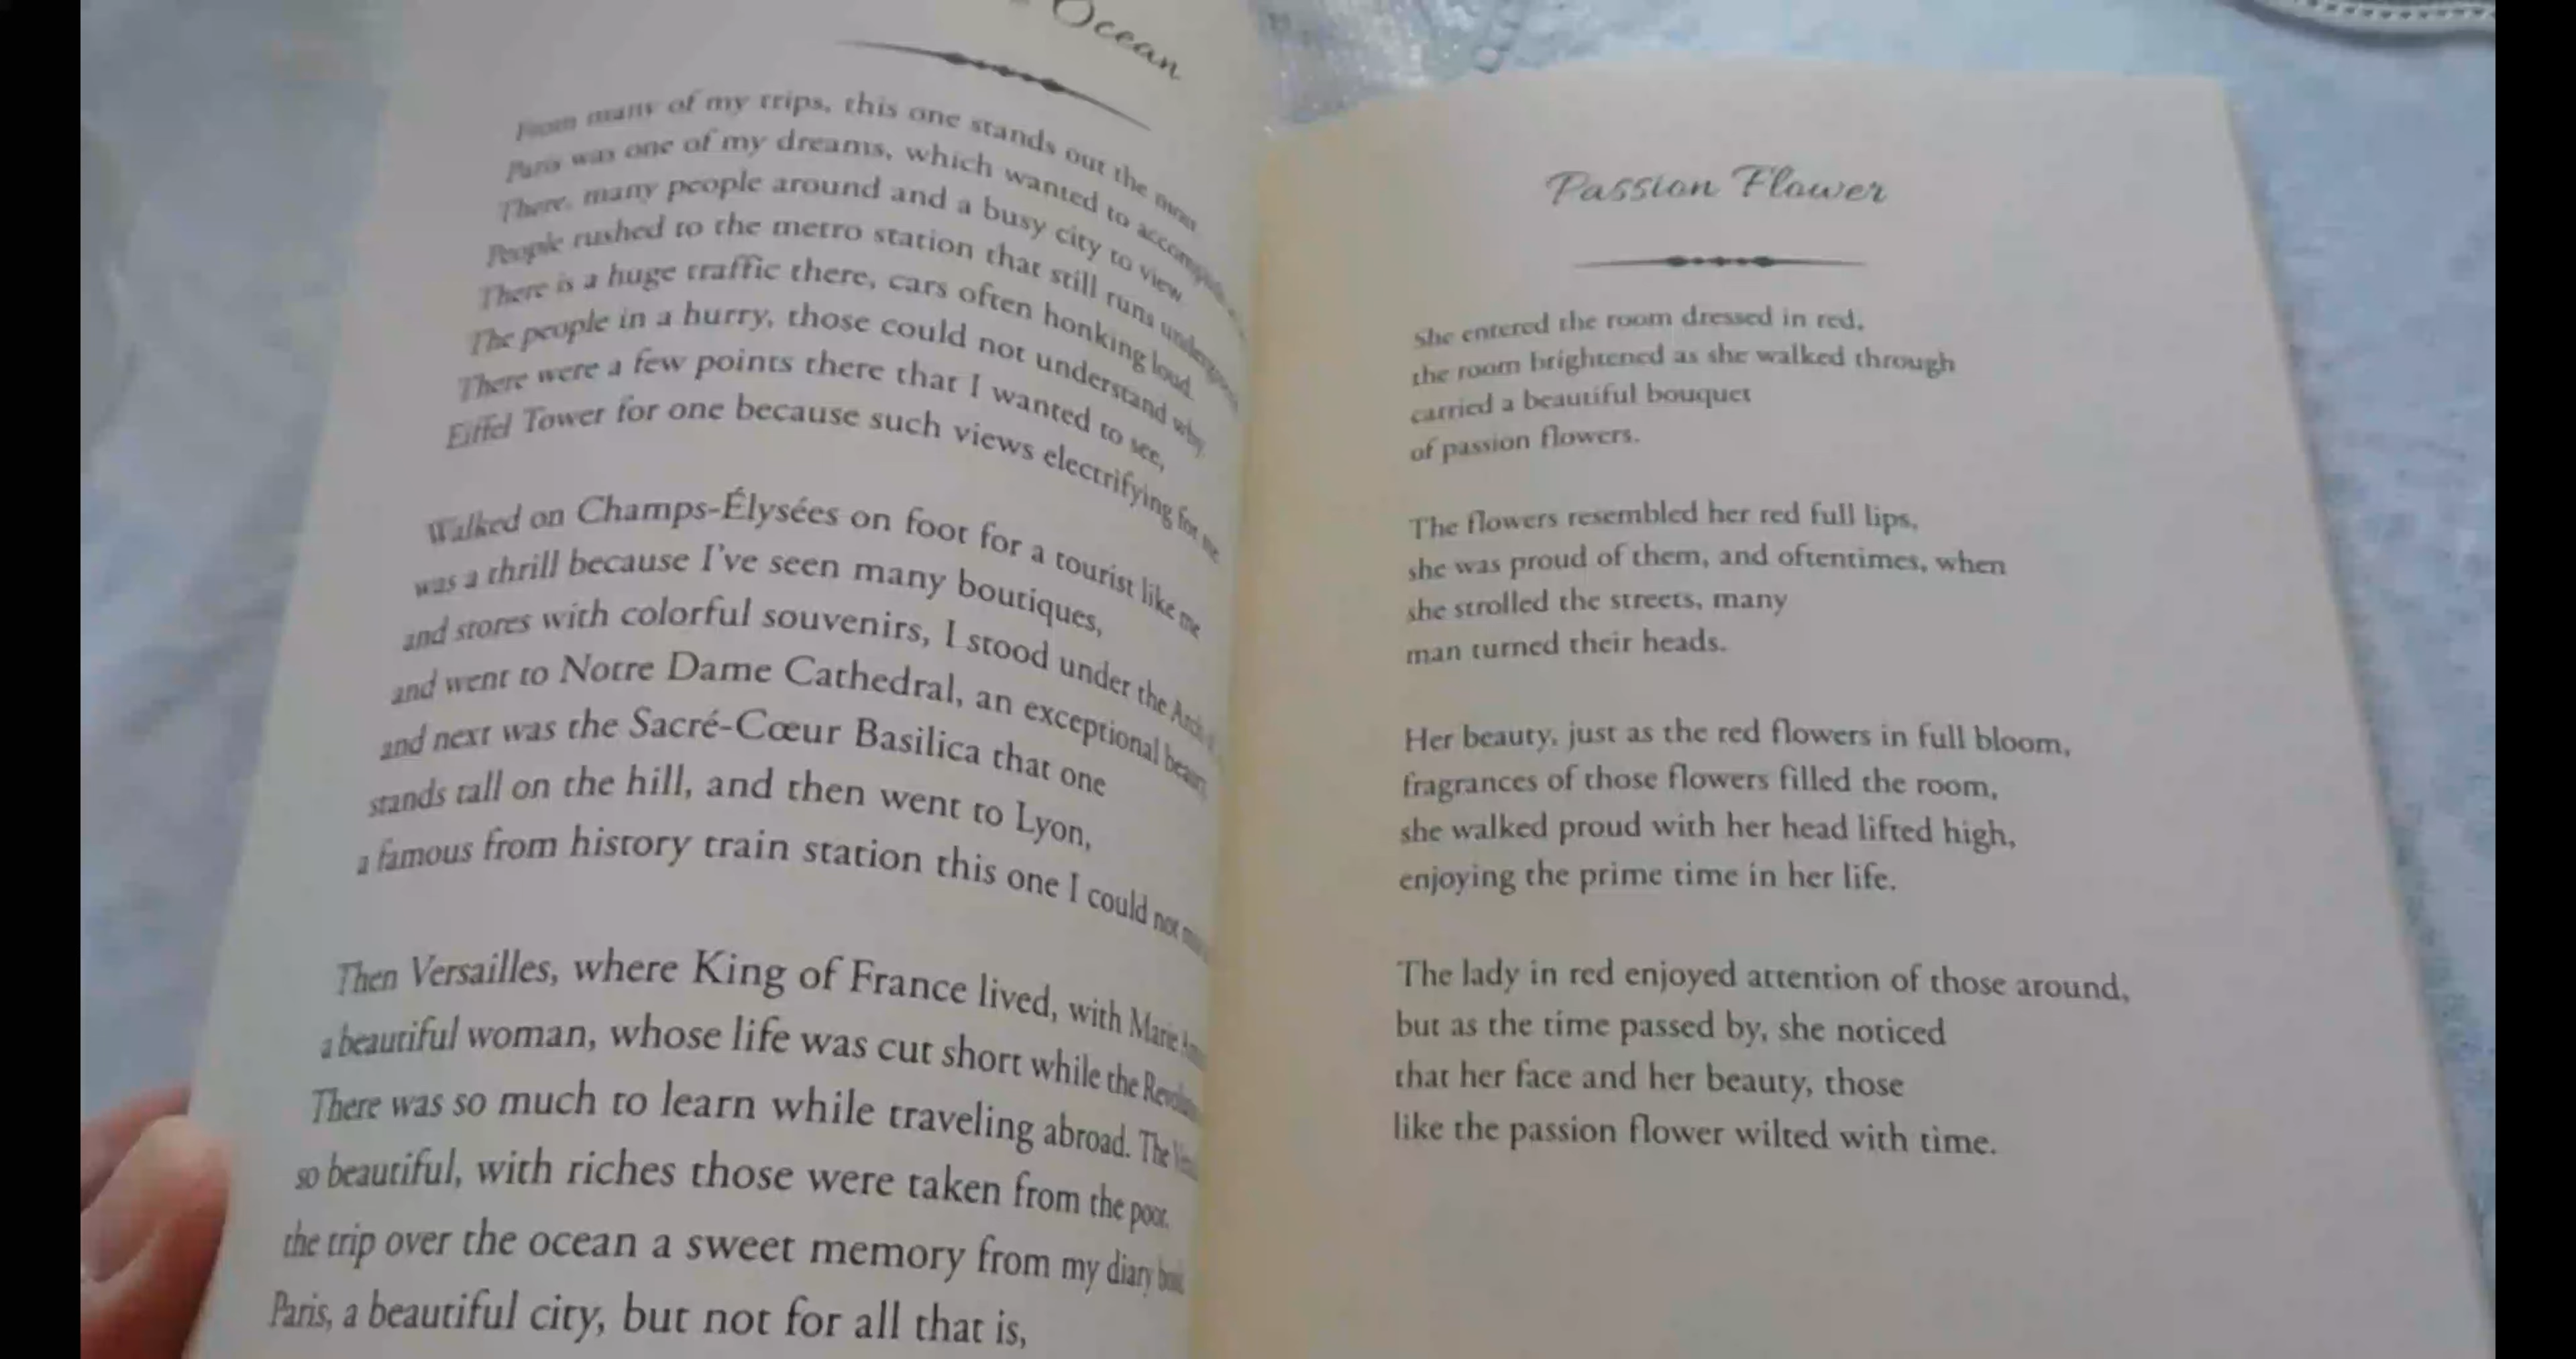 Ocean
From many of my trips, this one stands out the most
Paris was one of my dreams, which wanted to accomplish
There, many people around and a busy city to view.
People rushed to the metro station that still runs underground
There is a huge traffic there, cars often honking loud.
The people in a hurry, those could not understand why.
There were a few points there that I wanted to see,
Eiffel Tower for one because such views electrifying for me
Walked on Champs-Élysées on foot for a tourist like me
was a thrill because I've seen many boutiques,
and stores with colorful souvenirs, I stood under the
and went to Notre Dame Cathedral, an exceptional beauty
and next was the Sacré-Cœur Basilica that one
stands tall on the hill, and then went to Lyon,
a famous from history train station this one I could not
Then Versailles, where King of France lived, with Marie
a beautiful woman, whose life was cut short while the
There was so much to learn while traveling abroad. The
so beautiful, with riches those were taken from the poor.
the trip over the ocean a sweet memory from my diary
Paris, a beautiful city, but not for all that is,
Passion Flower
She entered the room dressed in red,
the room brightened as she walked through
carried a beautiful bouquet
of passion flowers.
The flowers resembled her red full lips,
she was proud of them, and oftentimes, when
she strolled the streets, many
man turned their heads.
Her beauty, just as the red flowers in full bloom,
fragrances of those flowers filled the room,
she walked proud with her head lifted high,
enjoying the prime time in her life.
The lady in red enjoyed attention of those around,
but as the time passed by, she noticed
that her face and her beauty, those
like the passion flower wilted with time.